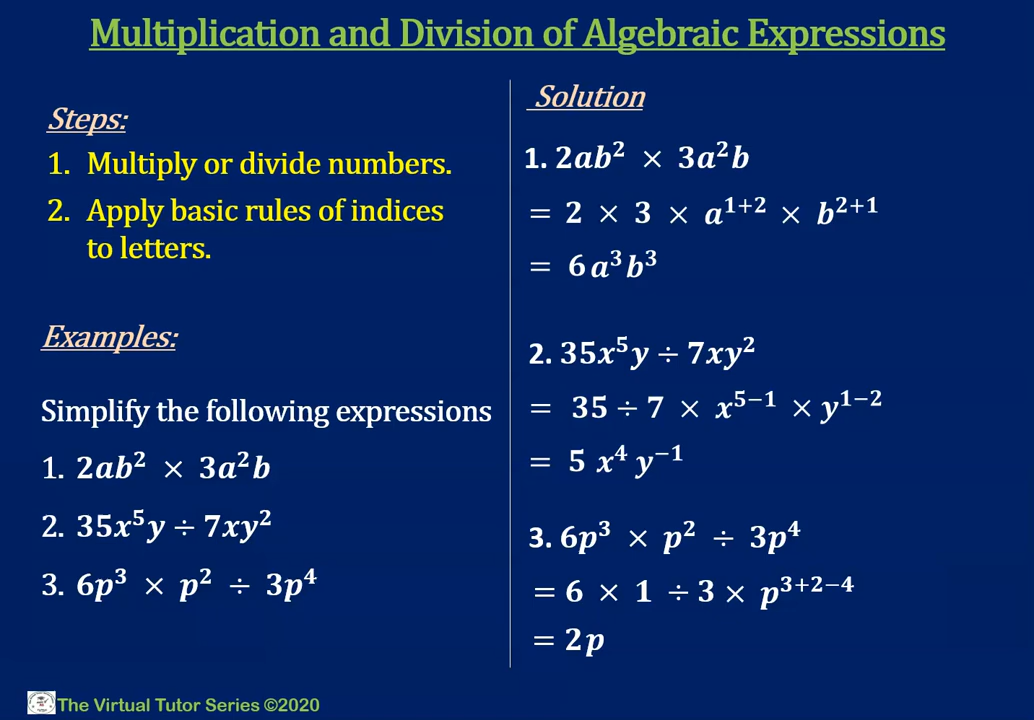 Multiplication and Division of Algebraic Expressions
Steps:
1. Multiply or divide numbers.
2. Apply basic rules of indices
to letters.
Examples:
Simplify the following expressions
1. 2ab² × 3a²b
2. 35x⁵y ÷ 7xy²
3. 6p³ × p² ÷ 3p⁴
Solution
1. 2ab² × 3a²b
= 2 × 3 × a¹⁺² × b²⁺¹
= 6a³b³
2. 35x⁵y ÷ 7xy²
= 35 ÷ 7 × x⁵⁻¹ × y¹⁻²
= 5 x⁴ y⁻¹
3. 6p³ × p² ÷ 3p⁴
= 6 × 1 ÷ 3 × p³⁺²⁻⁴
= 2p
The Virtual Tutor Series ©2020